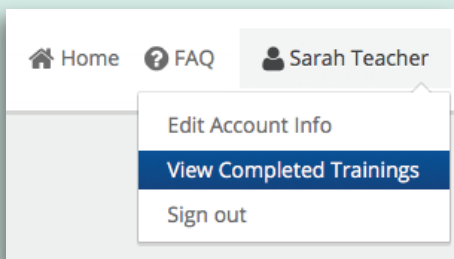 Home FAQ Sarah Teacher
Edit Account Info
View Completed Trainings
Sign out